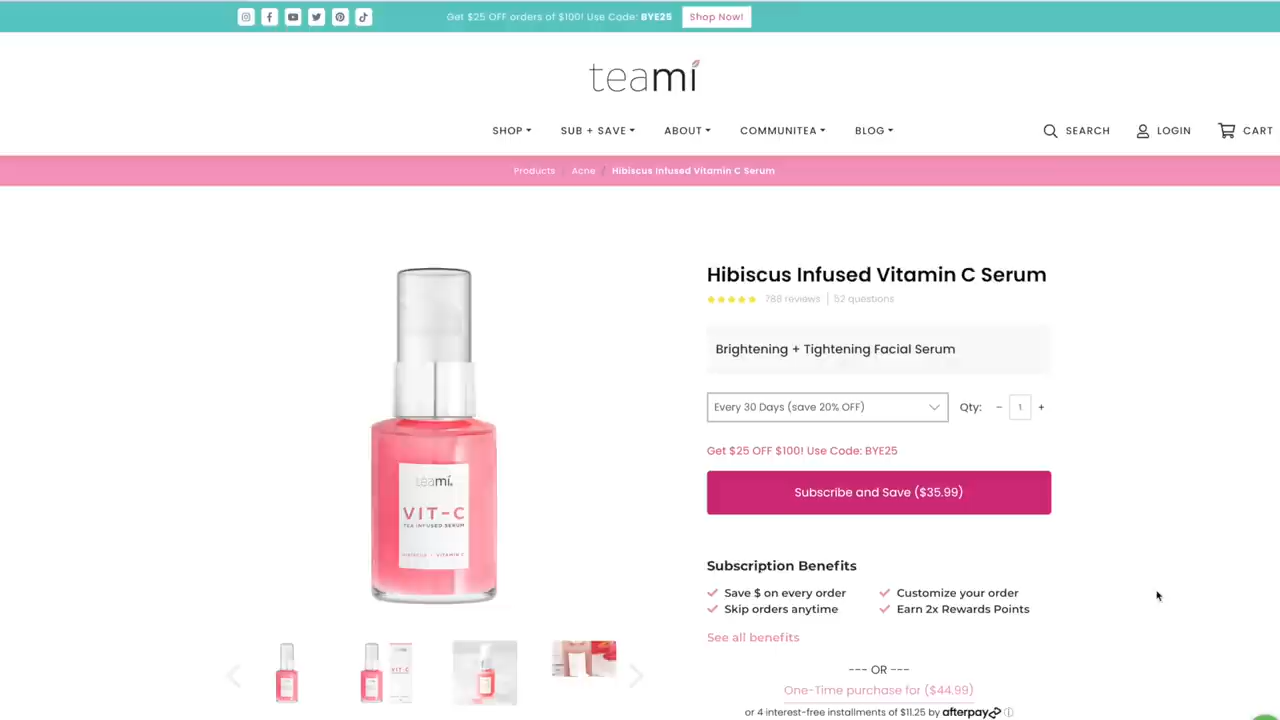 Get $25 OFF orders of $100! Use Code: BYE25 Shop Now!
teamí
SHOP SUB + SAVE ABOUT COMMUNITEA BLOG SEARCH LOGIN CART
Products / Acne / Hibiscus Infused Vitamin C Serum
Hibiscus Infused Vitamin C Serum
788 reviews | 52 questions
Brightening + Tightening Facial Serum
Every 30 Days (save 20% OFF) Qty: - 1 +
Get $25 OFF $100! Use Code: BYE25
Subscribe and Save ($35.99)
teamí.
VIT-C
TEA INFUSED SERUM
HIBISCUS + VITAMIN C
Subscription Benefits
Save $ on every order Customize your order
Skip orders anytime Earn 2x Rewards Points
See all benefits
--- OR ---
One-Time purchase for ($44.99)
or 4 interest-free installments of $11.25 by afterpay
VIT-C